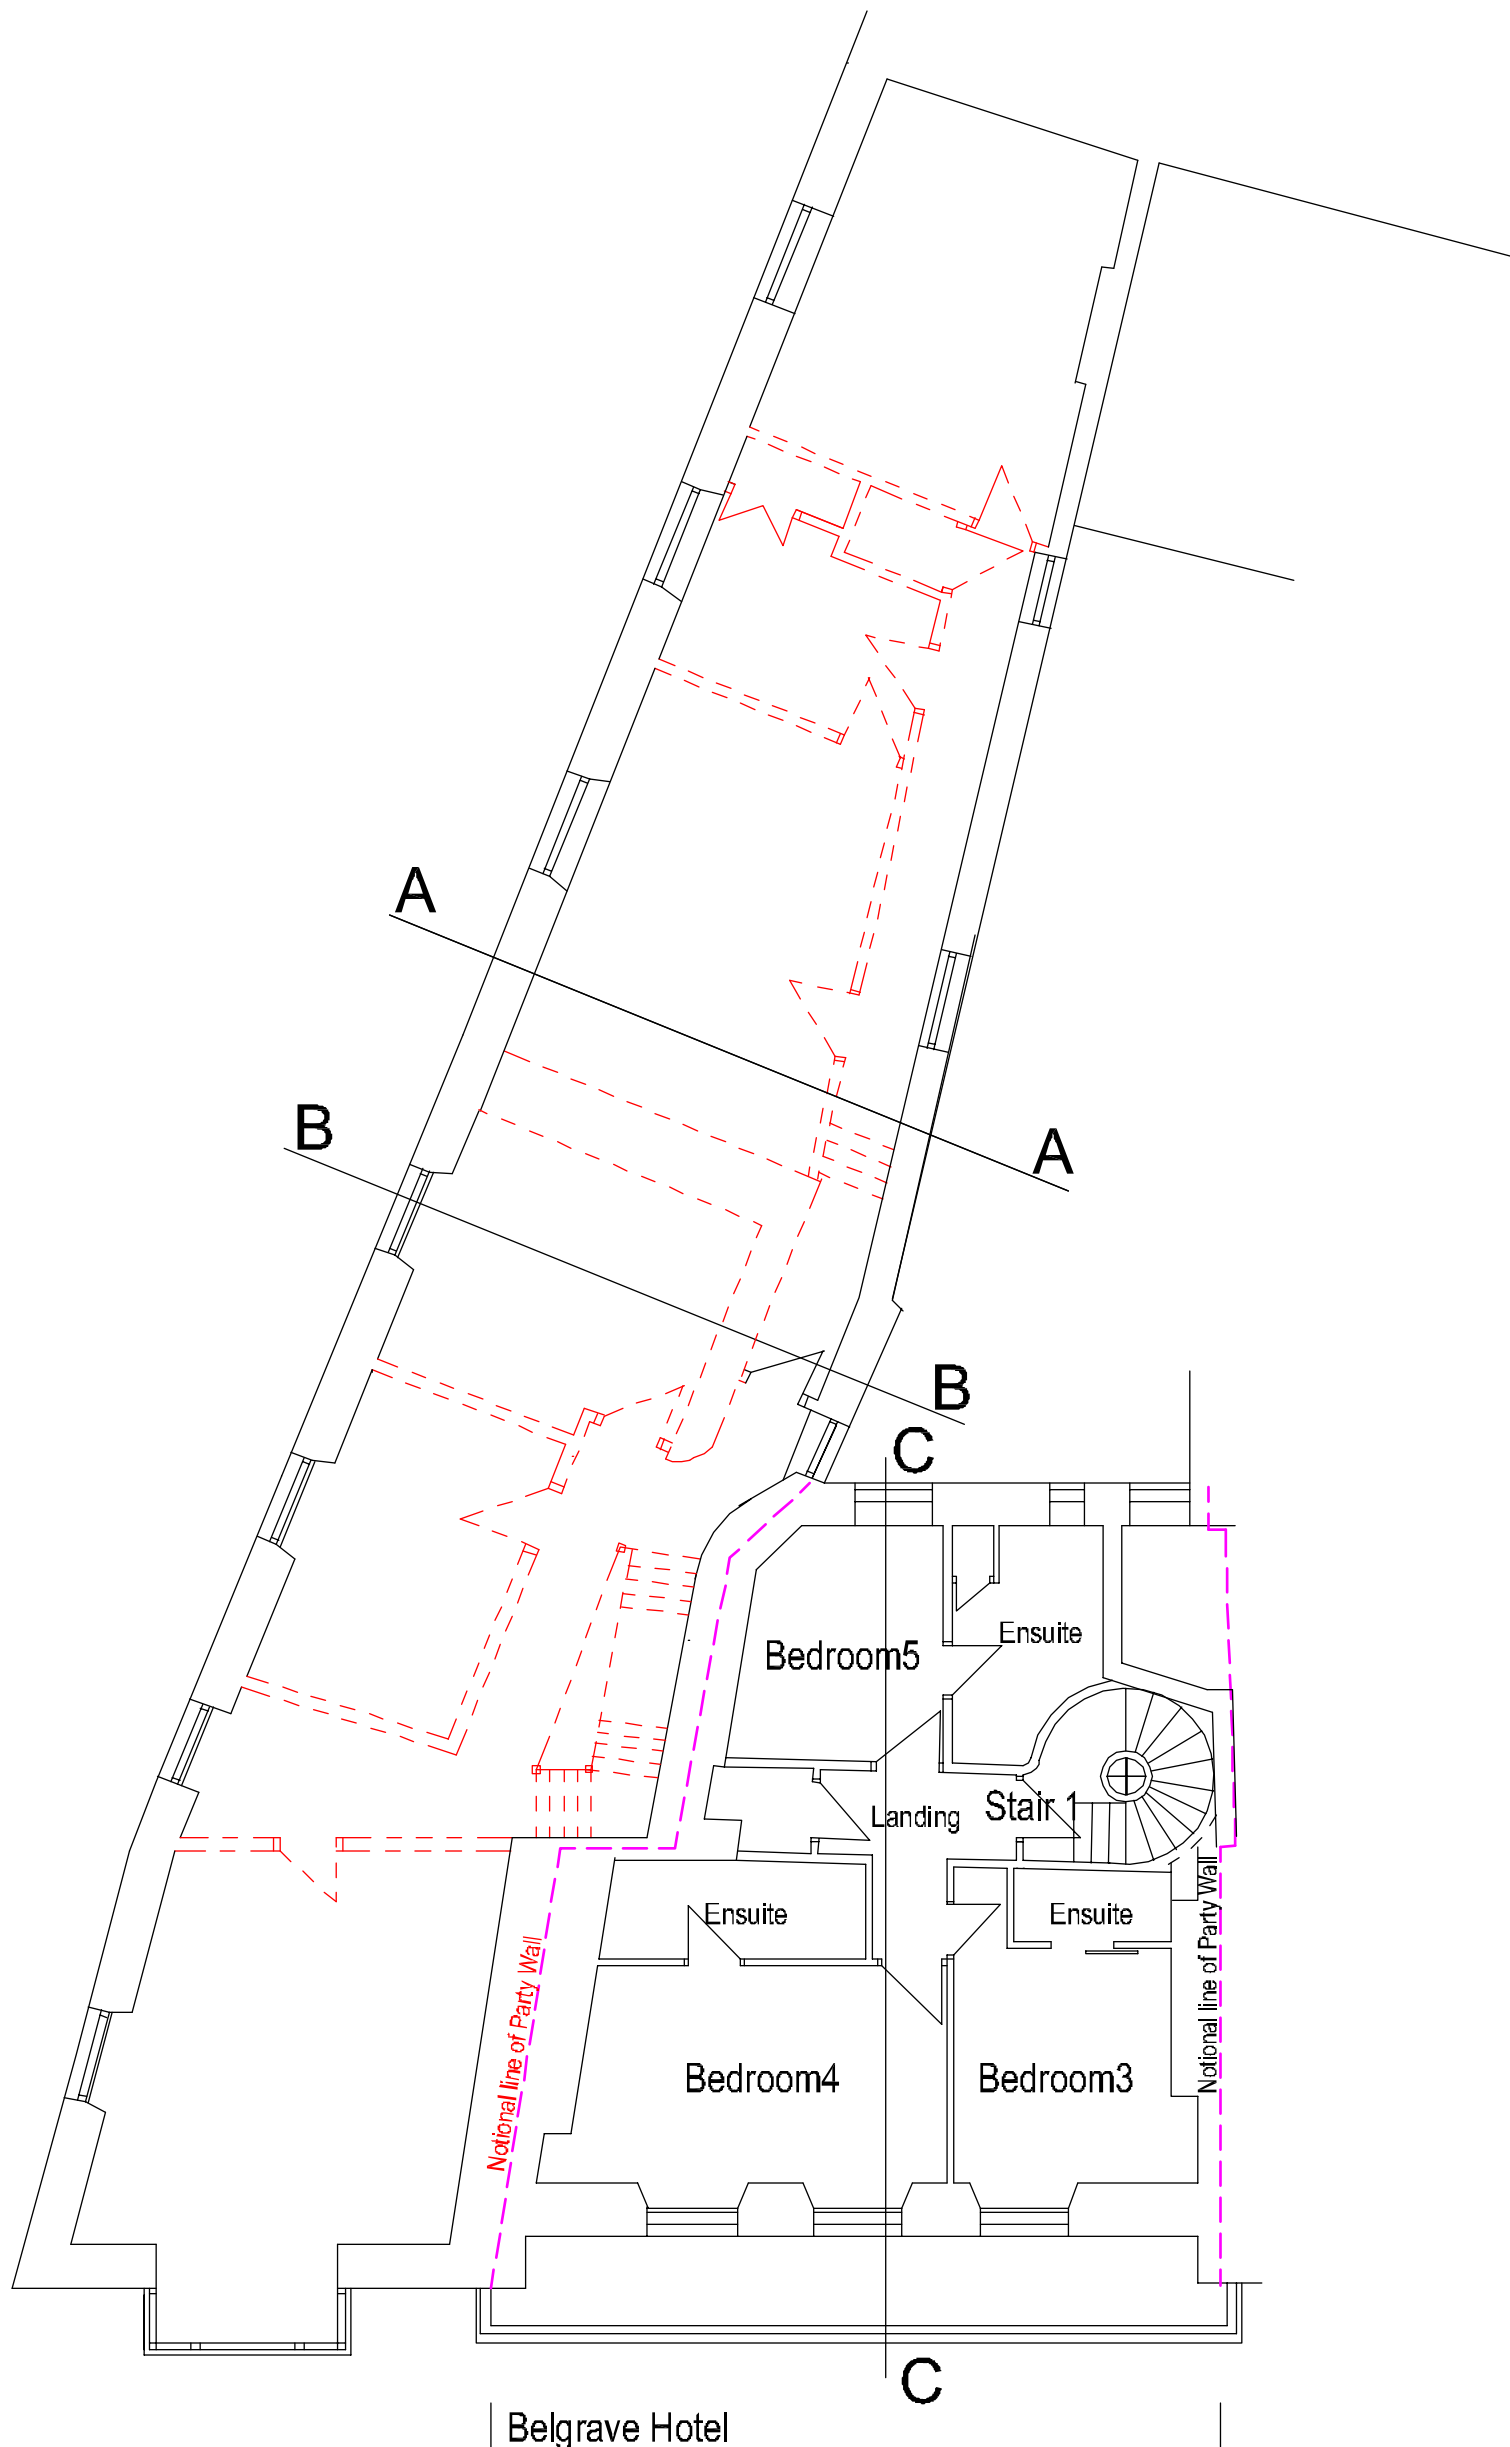 A
A
B
B
C
Bedroom5
Ensuite
Landing
Stair 1
Ensuite
Ensuite
Notional line of Party Wall
Notional line of Party Wall
Bedroom4
Bedroom3
C
Belgrave Hotel